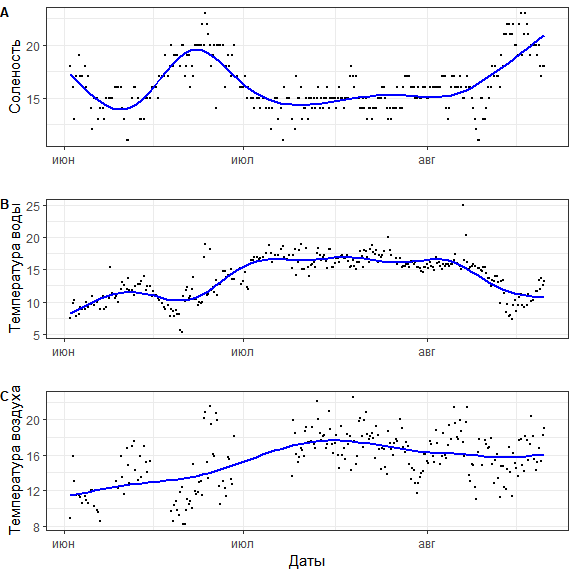 A
Соленость
20
15
июн
июл
авг
B
Температура воды
25
20
15
10
5
июн
июл
авг
C
Температура воздуха
20
16
12
8
июн
июл
авг
Даты